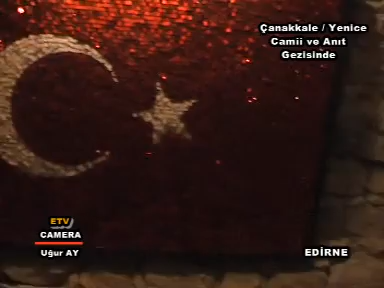 Çanakkale / Yenice
Camii ve Anıt
Gezisinde
ETV
CAMERA
Uğur AY
EDİRNE